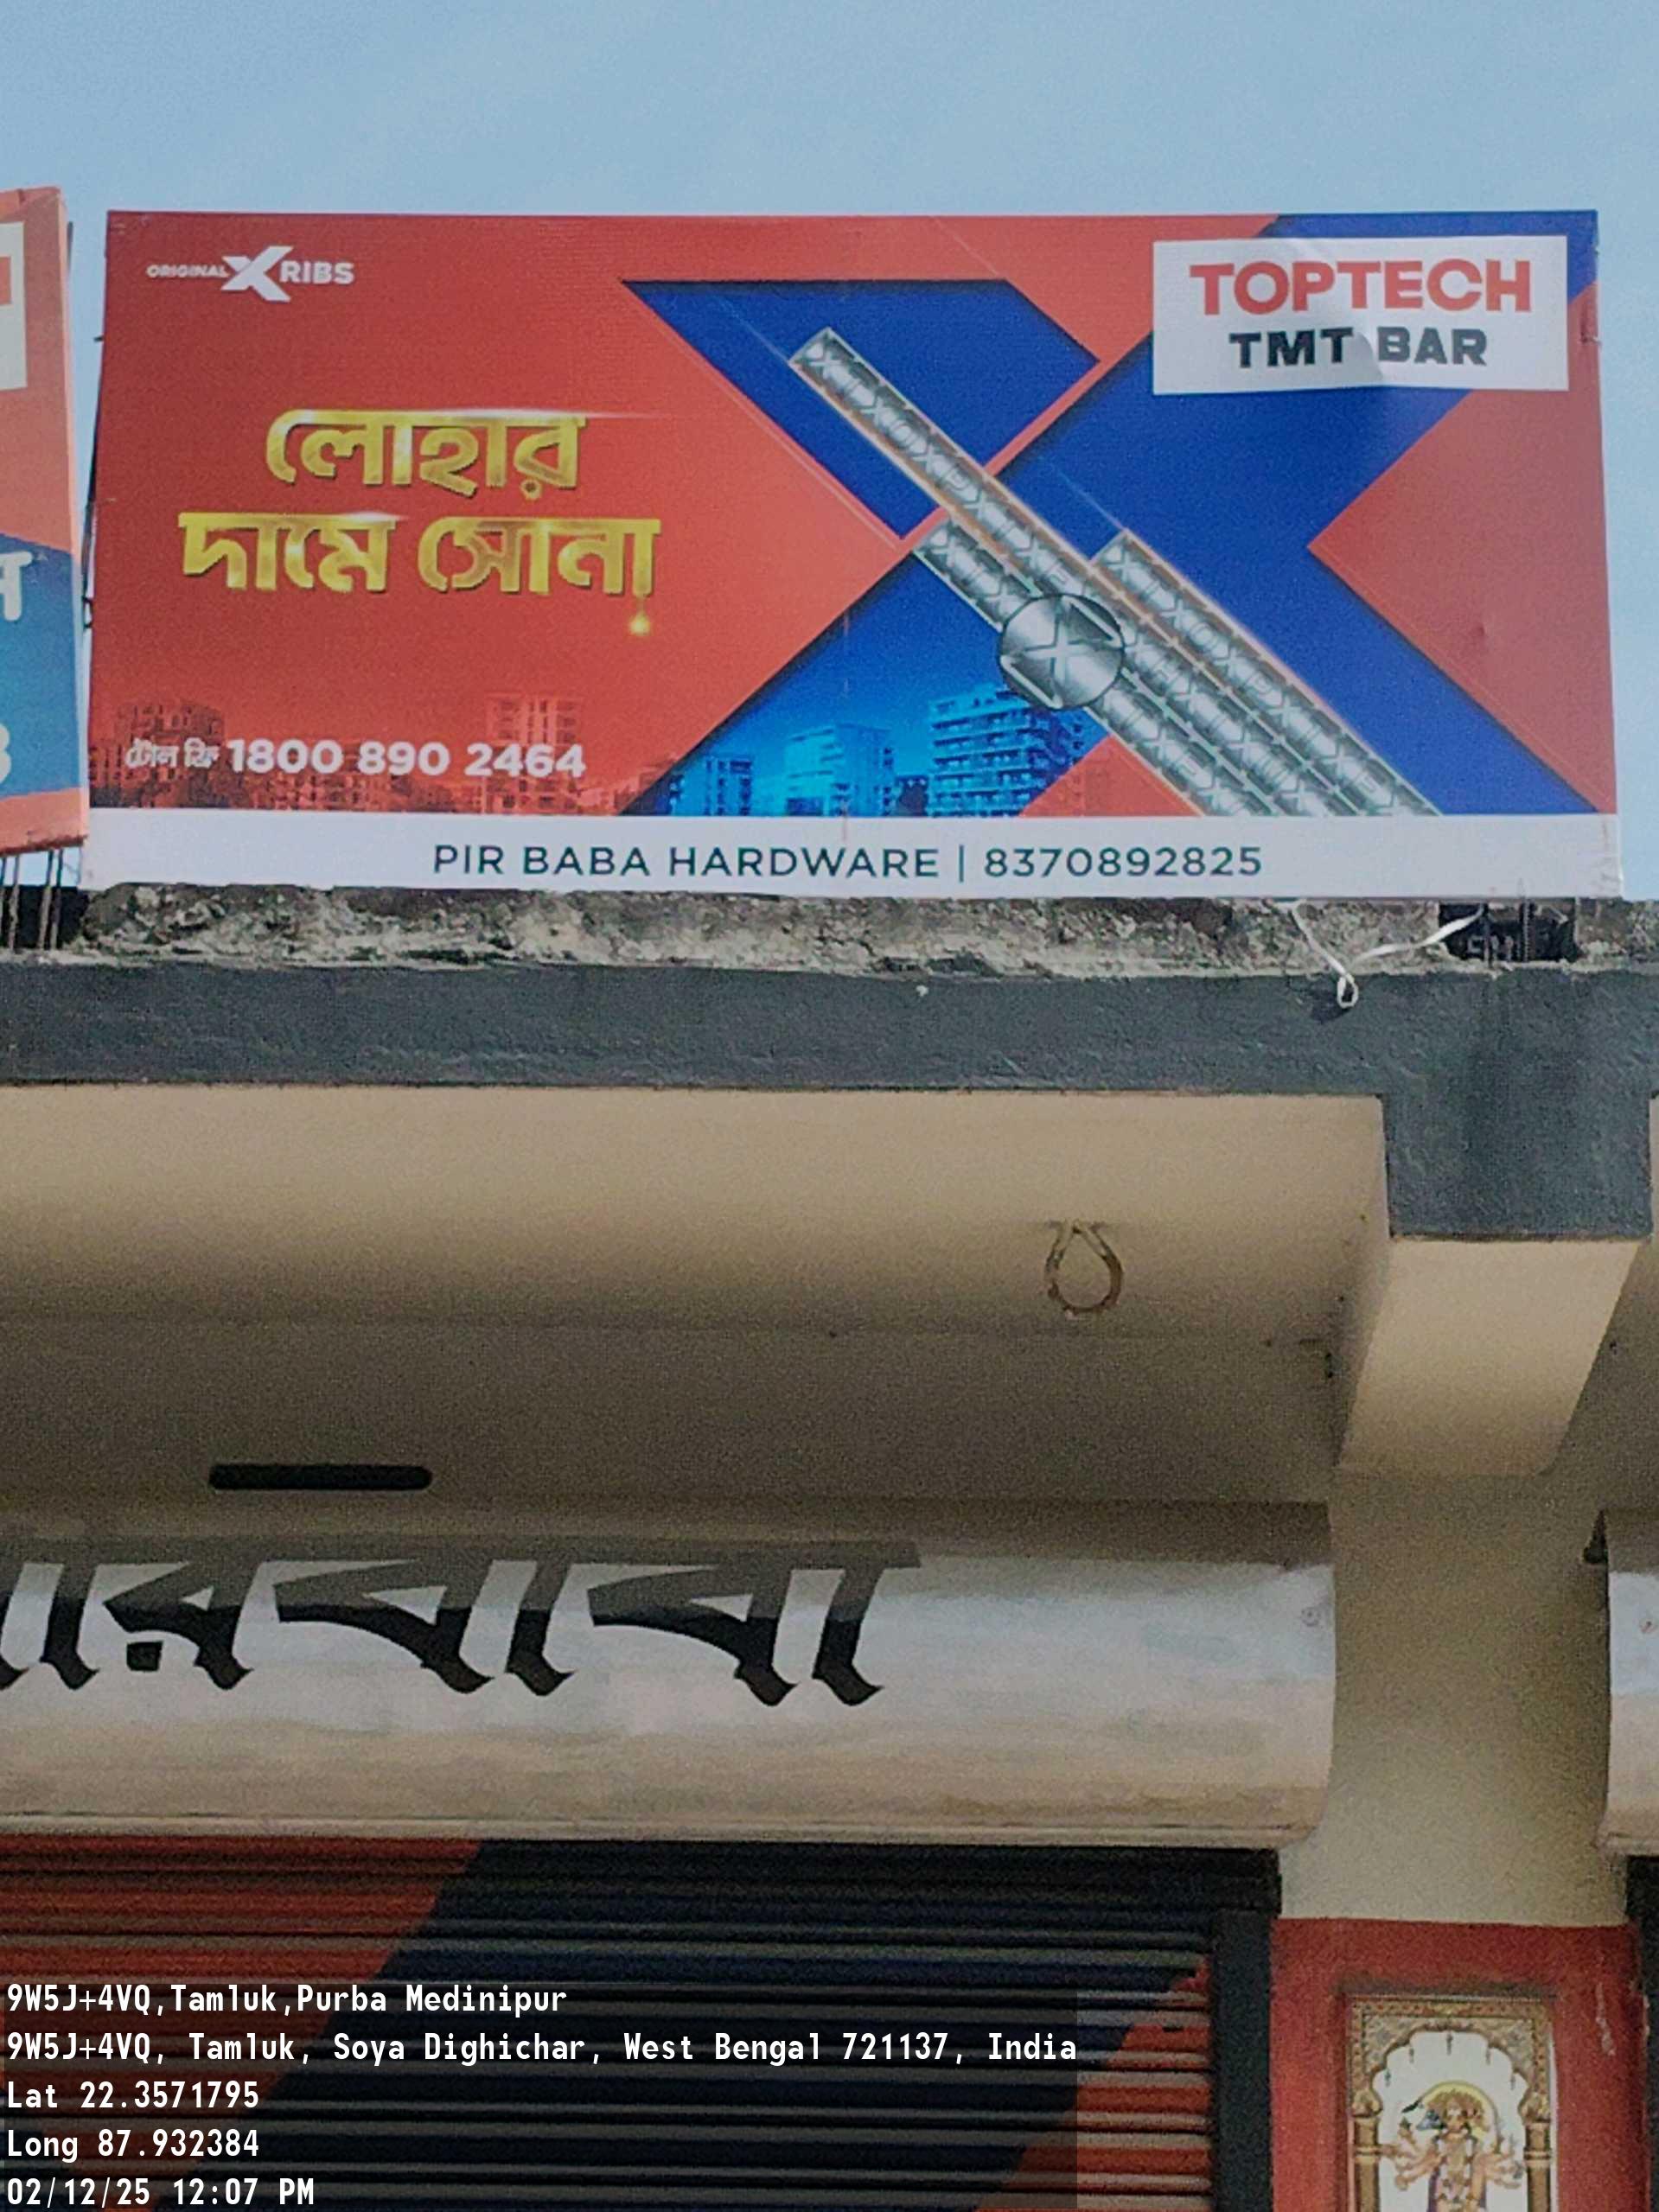 ORIGINAL X RIBS
TOPTECH
TMT BAR
লোহার
দামে সোনা
টোল ফ্রি 1800 890 2464
PIR BABA HARDWARE | 8370892825
9W5J+4VQ,Tamluk,Purba Medinipur
9W5J+4VQ, Tamluk, Soya Dighichar, West Bengal 721137, India
Lat 22.3571795
Long 87.932384
02/12/25 12:07 PM